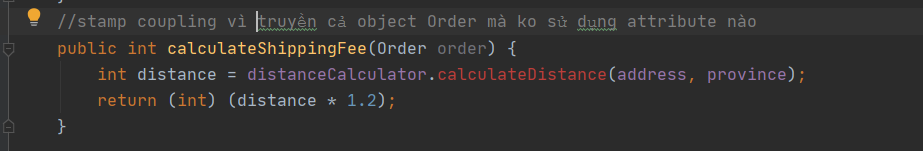 //stamp coupling vì truyền cả object Order mà ko sử dụng attribute nào
public int calculateShippingFee(Order order) {
int distance = distanceCalculator.calculateDistance(address, province);
return (int) (distance * 1.2);
}